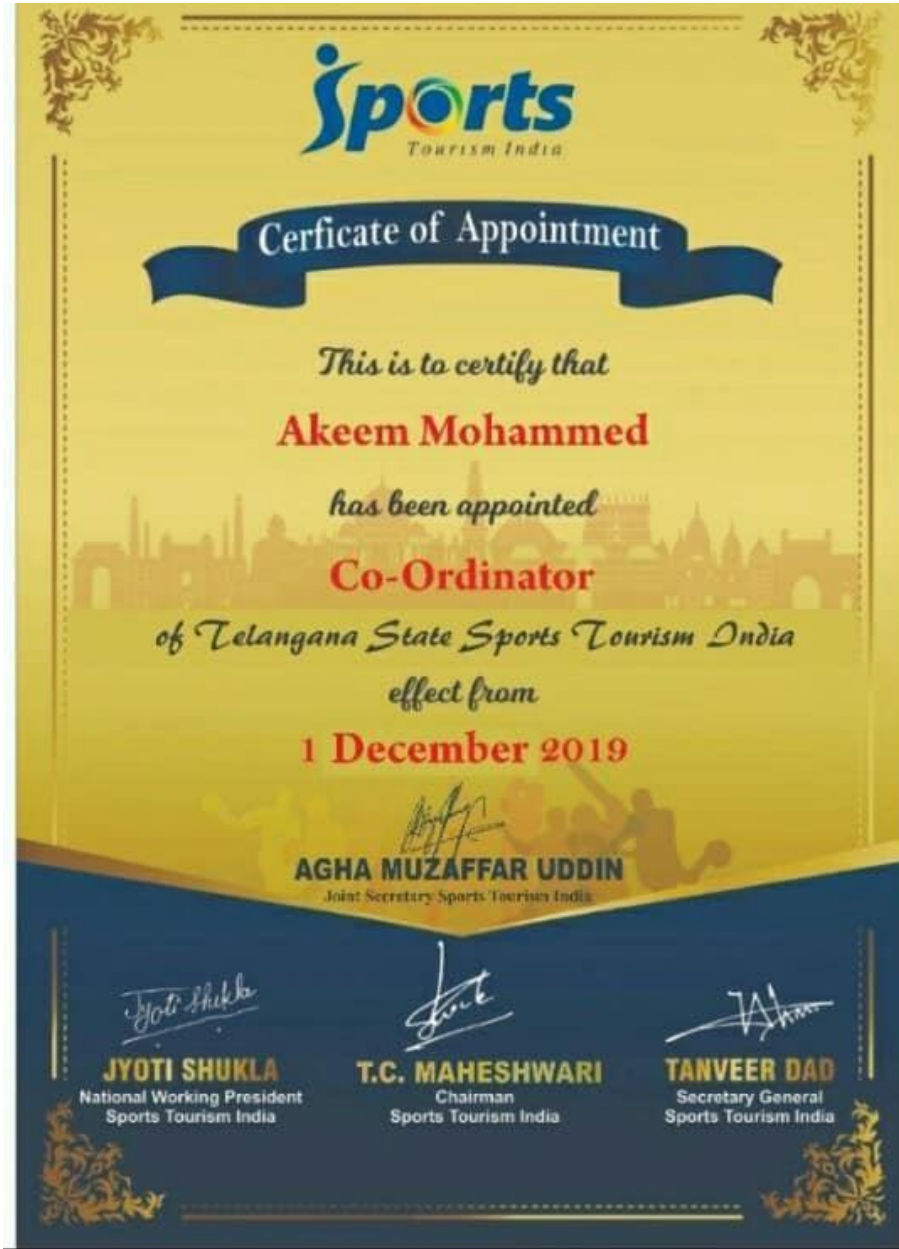 Sports
Tourism India
Cerficate of Appointment
This is to certify that
Akeem Mohammed
has been appointed
Co-Ordinator
of Telangana State Sports Tourism India
effect from
1 December 2019
AGHA MUZAFFAR UDDIN
Joint Secretary Sports Tourism India
Jyoti Shukla
JYOTI SHUKLA
National Working President
Sports Tourism India
T.C. MAHESHWARI
Chairman
Sports Tourism India
TANVEER DAD
Secretary General
Sports Tourism India